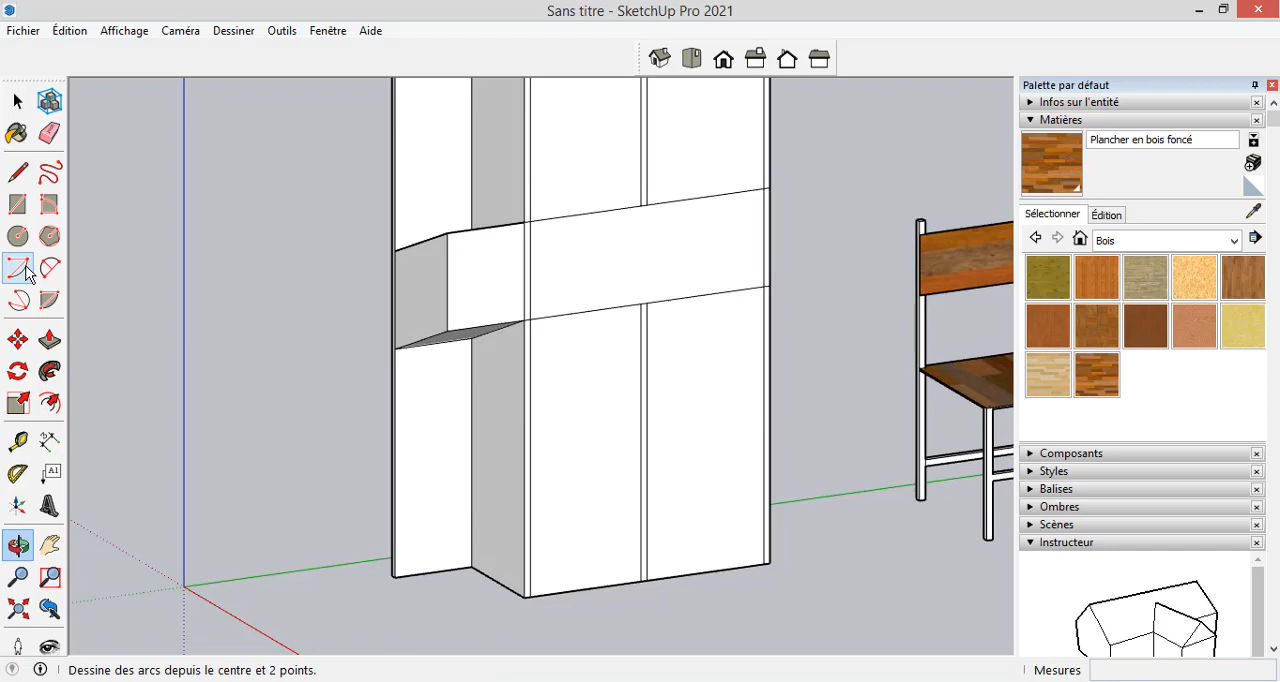 Sans titre - SketchUp Pro 2021
Fichier Édition Affichage Caméra Dessiner Outils Fenêtre Aide
Palette par défaut
Infos sur l'entité
Matières
Plancher en bois foncé
Sélectionner Édition
Bois
A1
Composants
Styles
Balises
Ombres
Scènes
Instructeur
Dessine des arcs depuis le centre et 2 points.
Mesures